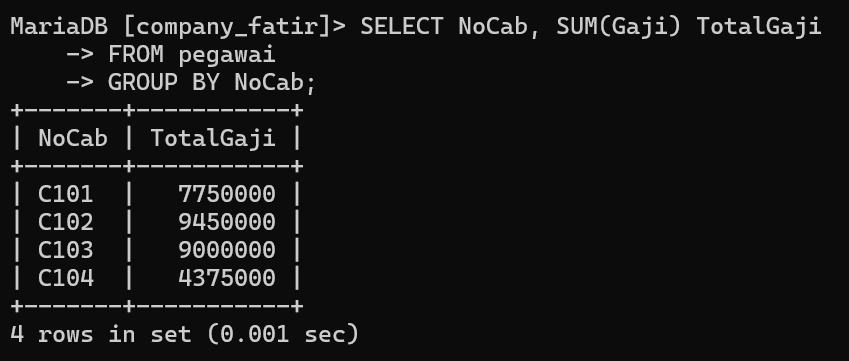 MariaDB [company_fatir]> SELECT NoCab, SUM(Gaji) TotalGaji
    -> FROM pegawai
    -> GROUP BY NoCab;
+-------+-----------+
| NoCab | TotalGaji |
+-------+-----------+
| C101  |   7750000 |
| C102  |   9450000 |
| C103  |   9000000 |
| C104  |   4375000 |
+-------+-----------+
4 rows in set (0.001 sec)